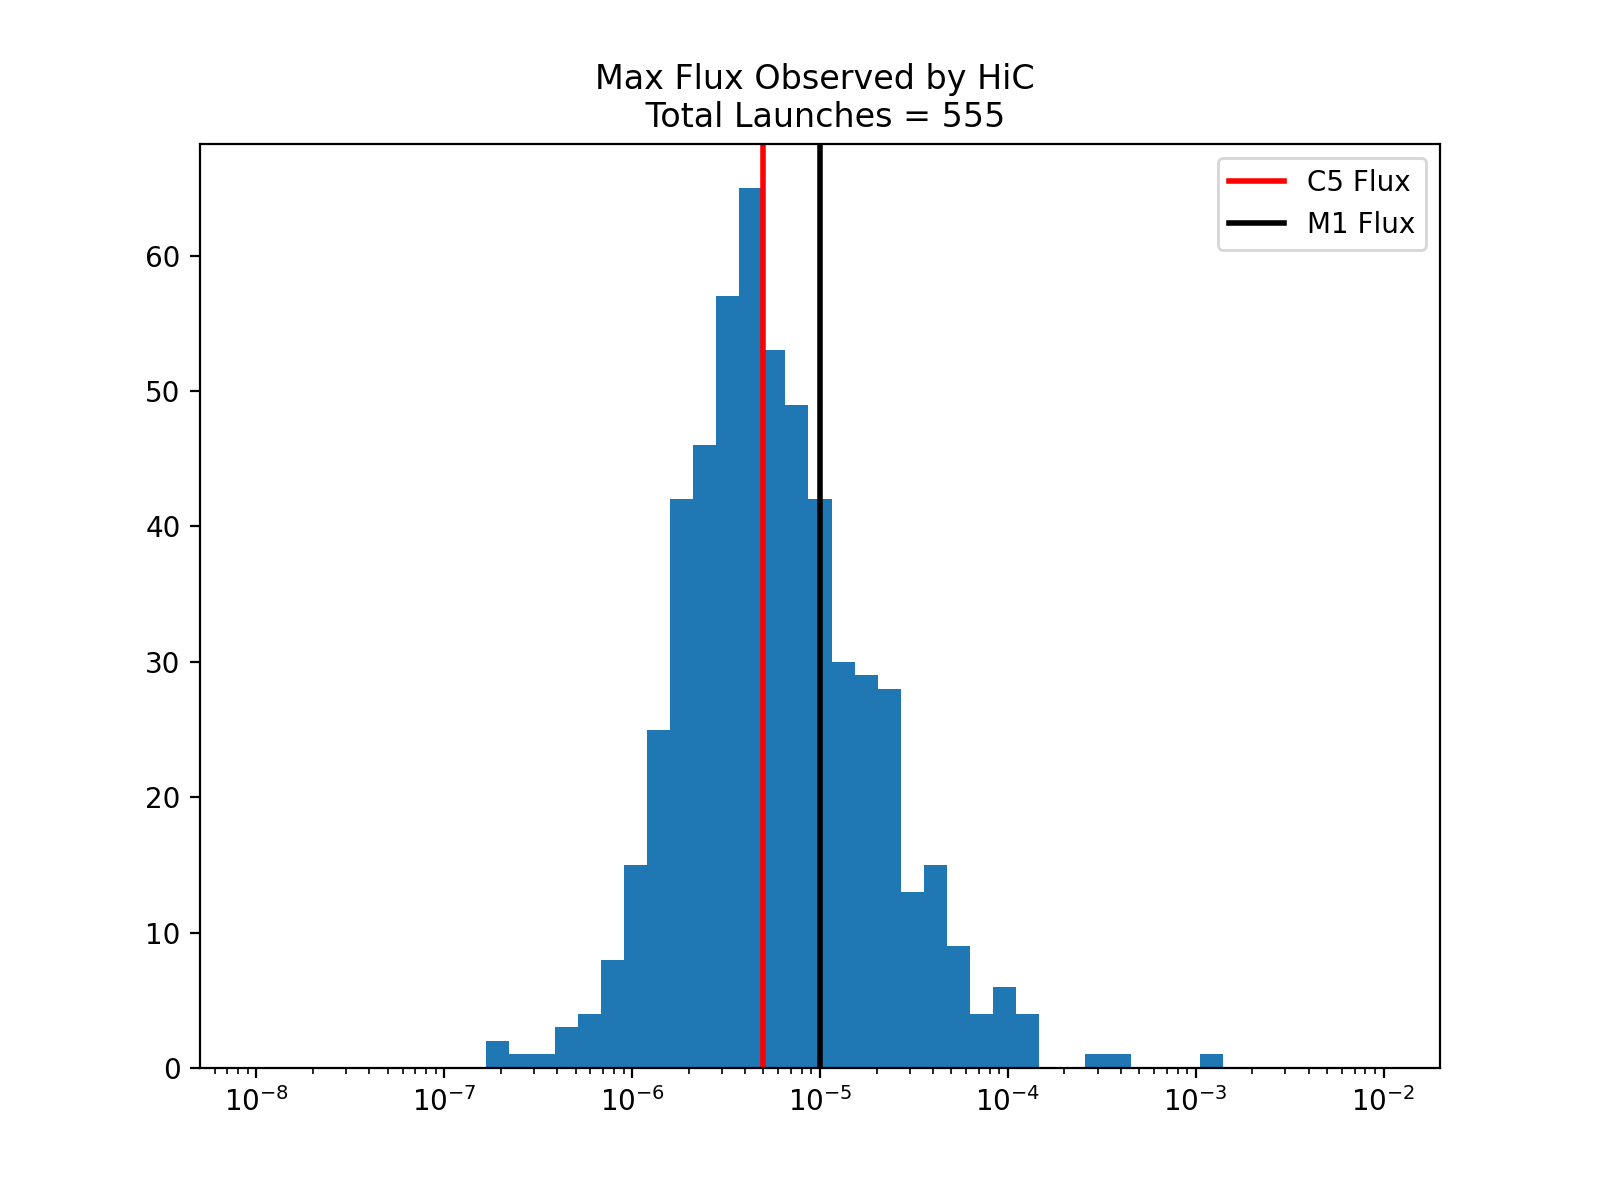 Max Flux Observed by HiC
Total Launches = 555
C5 Flux
M1 Flux
60
50
40
30
20
10
0
10⁻⁸ 10⁻⁷ 10⁻⁶ 10⁻⁵ 10⁻⁴ 10⁻³ 10⁻²